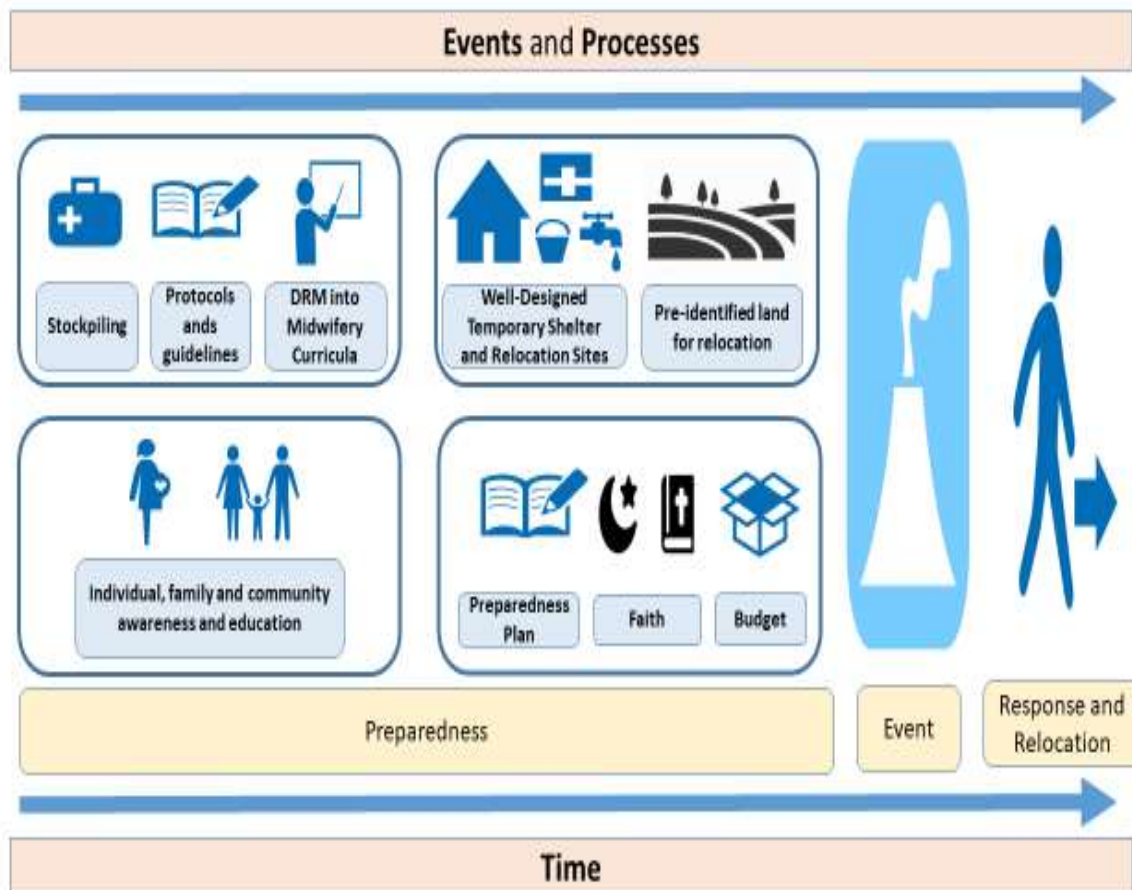 Events and Processes
Stockpiling
Protocols
ands
guidelines
DRM into
Midwifery
Curricula
Well-Designed
Temporary Shelter
and Relocation Sites
Pre-identified land
for relocation
Individual, family and community
awareness and education
Preparedness
Plan
Faith
Budget
Preparedness
Event
Response and
Relocation
Time